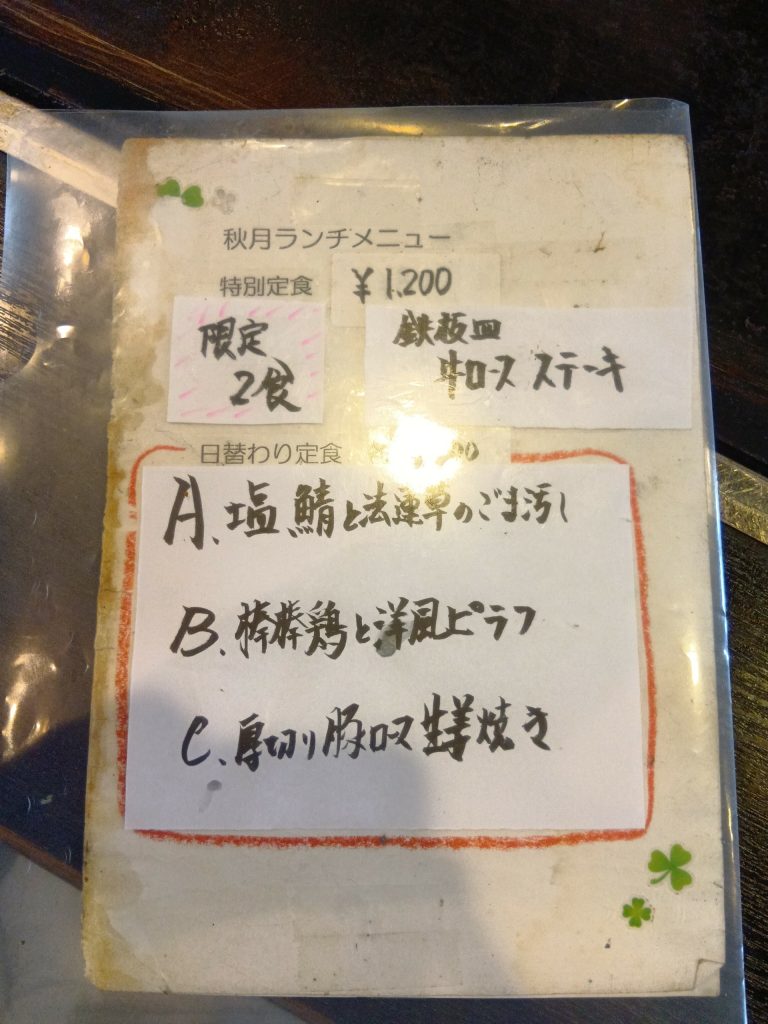 秋月ランチメニュー
特別定食 ¥1,200
限定
2食
鉄板皿
牛ロース ステーキ
日替わり定食
A、塩鯖と法連草のごま汚し
B、棒棒鶏と洋風ピラフ
C、厚切り豚ロース生姜焼き